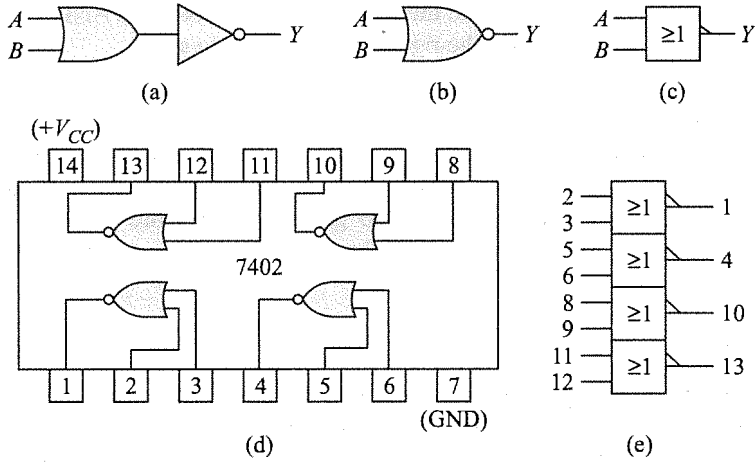 A
B
Y
(a)
A
B
Y
(b)
A
B
≥1
Y
(c)
(+V_CC)
14 13 12 11 10 9 8
7402
1 2 3 4 5 6 7
(GND)
(d)
2
3
≥1
1
5
6
≥1
4
8
9
≥1
10
11
12
≥1
13
(e)